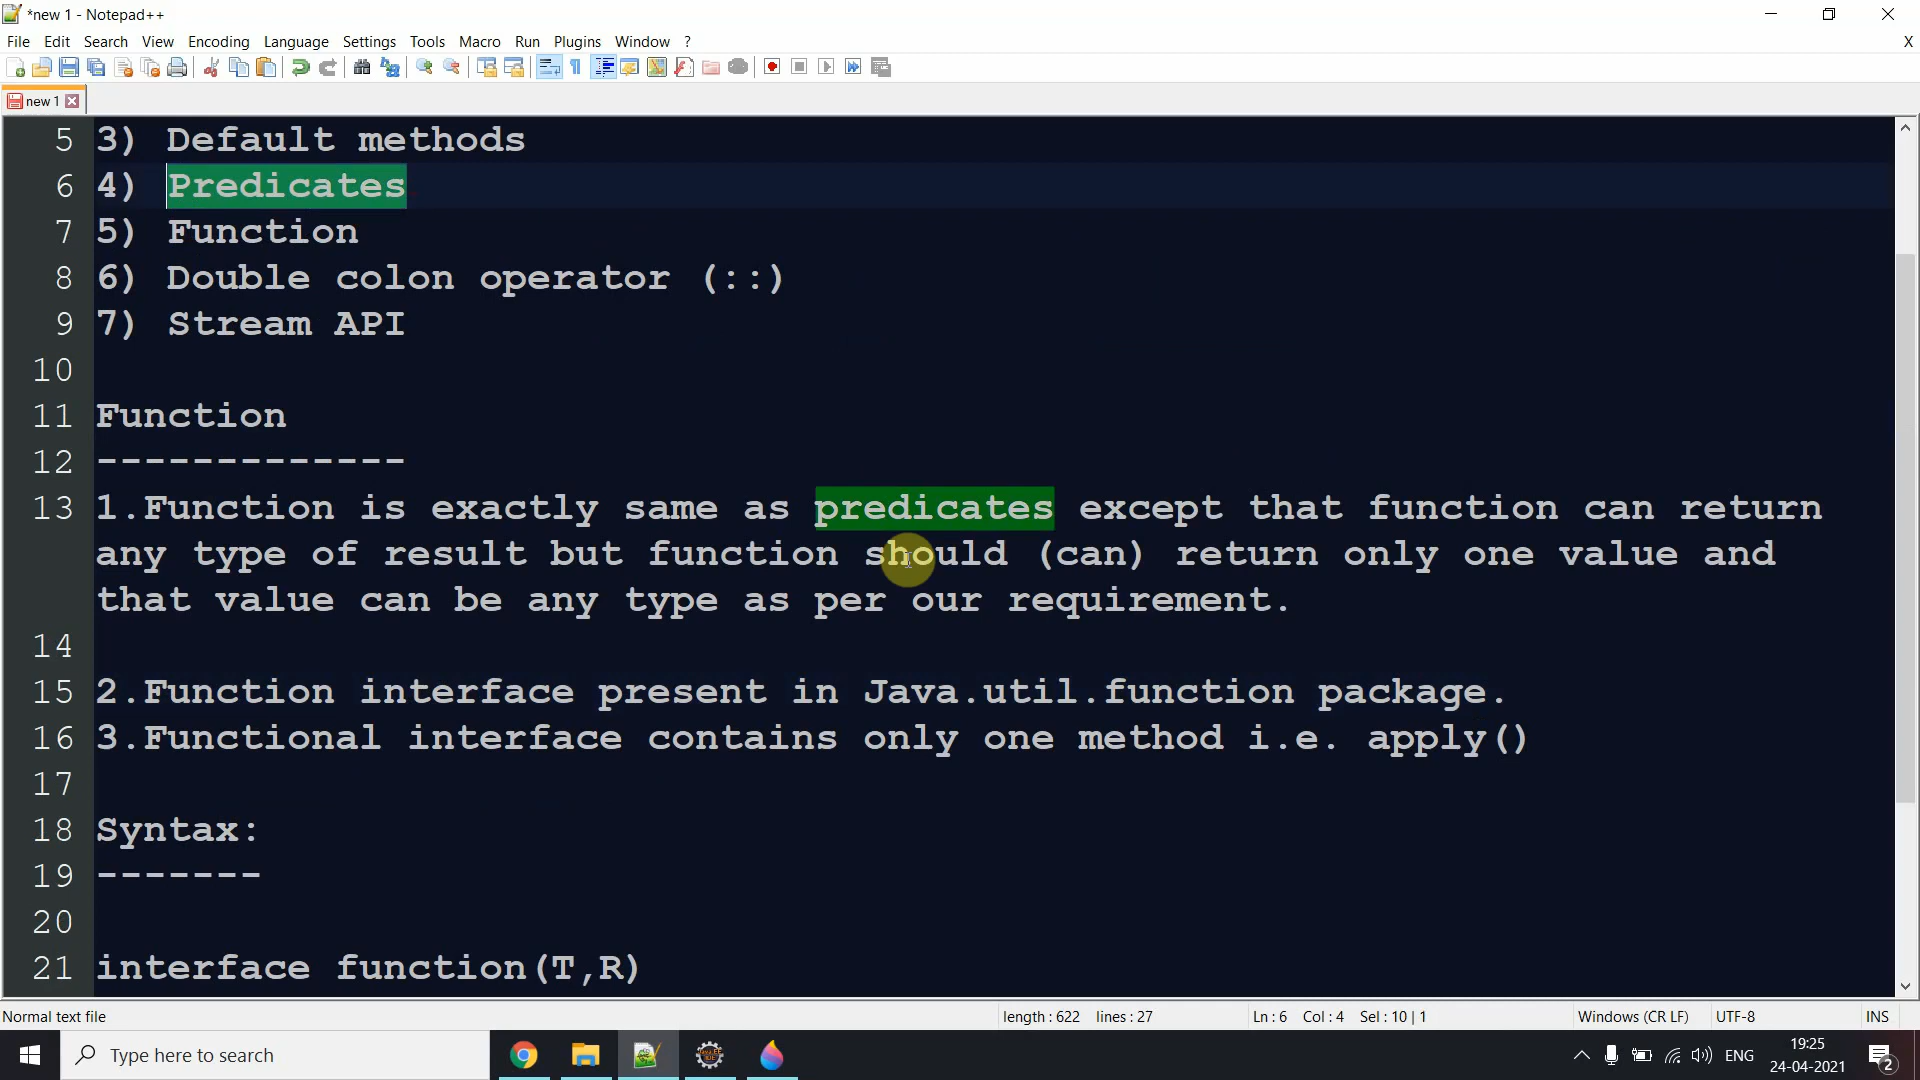 *new 1 - Notepad++
File Edit Search View Encoding Language Settings Tools Macro Run Plugins Window ? X
new 1
5 3) Default methods
6 4) Predicates
7 5) Function
8 6) Double colon operator (::)
9 7) Stream API
10
11 Function
12 -------------
13 1.Function is exactly same as predicates except that function can return
any type of result but function should (can) return only one value and
that value can be any type as per our requirement.
14
15 2.Function interface present in Java.util.function package.
16 3.Functional interface contains only one method i.e. apply()
17
18 Syntax:
19 -------
20
21 interface function(T,R)
Normal text file length : 622 lines : 27 Ln : 6 Col : 4 Sel : 10 | 1 Windows (CR LF) UTF-8 INS
Type here to search ENG 19:25
24-04-2021 2